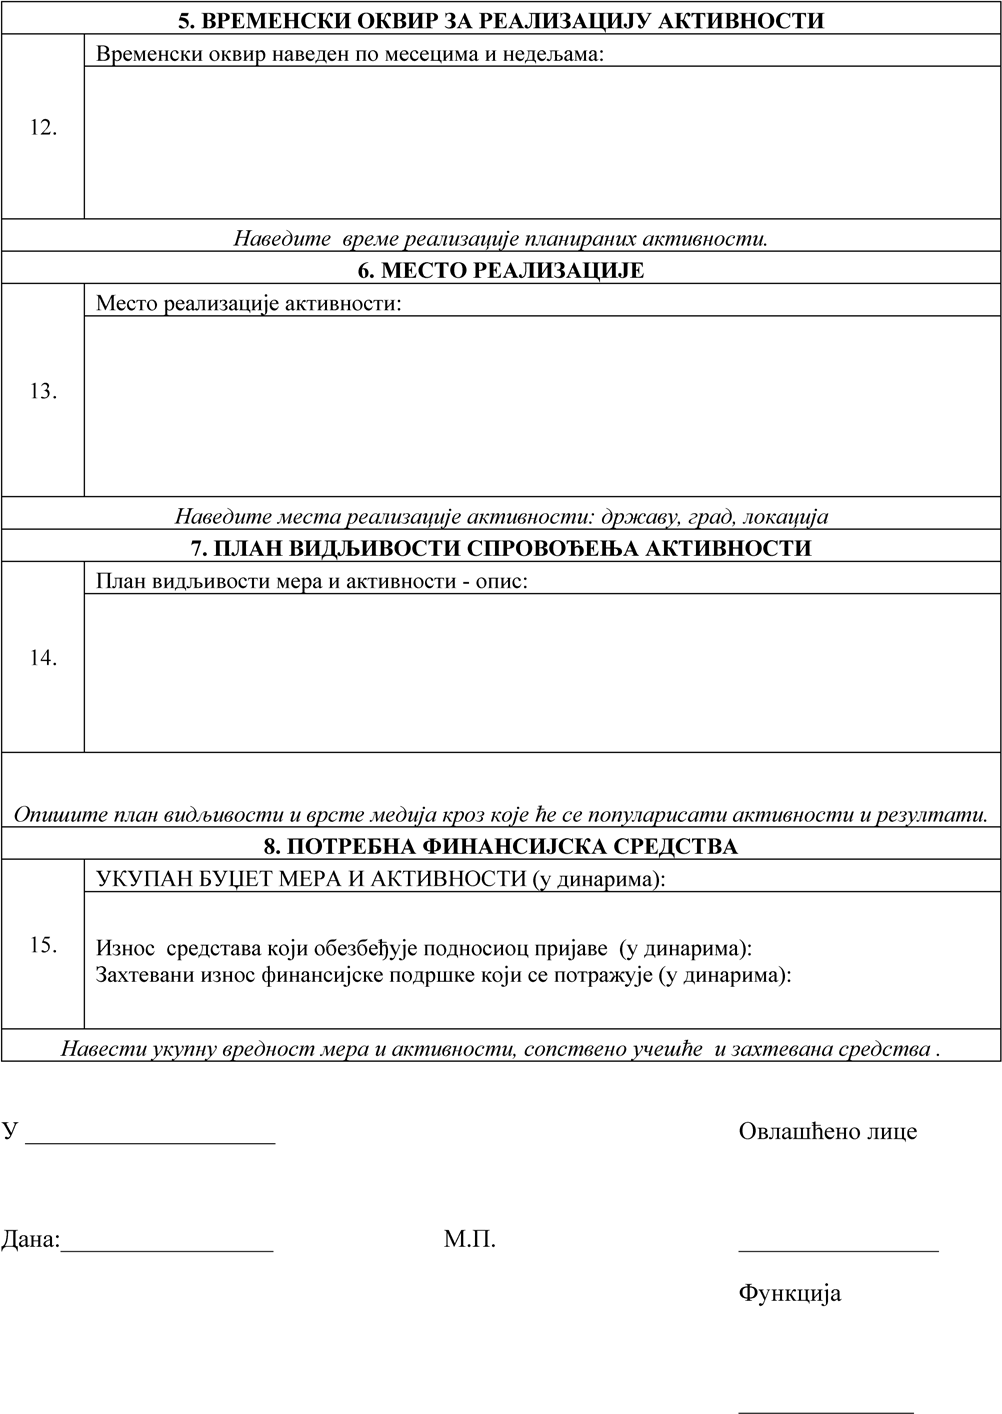 5. ВРЕМЕНСКИ ОКВИР ЗА РЕАЛИЗАЦИЈУ АКТИВНОСТИ
Временски оквир наведен по месецима и недељама:
12.
Наведите  време реализације планираних активности.
6. МЕСТО РЕАЛИЗАЦИЈЕ
Место реализације активности:
13.
Наведите места реализације активности: државу, град, локација
7. ПЛАН ВИДЉИВОСТИ СПРОВОЂЕЊА АКТИВНОСТИ
План видљивости мера и активности - опис:
14.
Опишите план видљивости и врсте медија кроз које ће се популарисати активности и резултати.
8. ПОТРЕБНА ФИНАНСИЈСКА СРЕДСТВА
УКУПАН БУЏЕТ МЕРА И АКТИВНОСТИ (у динарима):
15.
Износ  средстава који обезбеђује подносиоц пријаве  (у динарима):
Захтевани износ финансијске подршке који се потражује (у динарима):
Навести укупну вредност мера и активности, сопствено учешће  и захтевана средства .
У ____________________ Овлашћено лице
Дана:_________________ М.П. ________________
Функција
______________